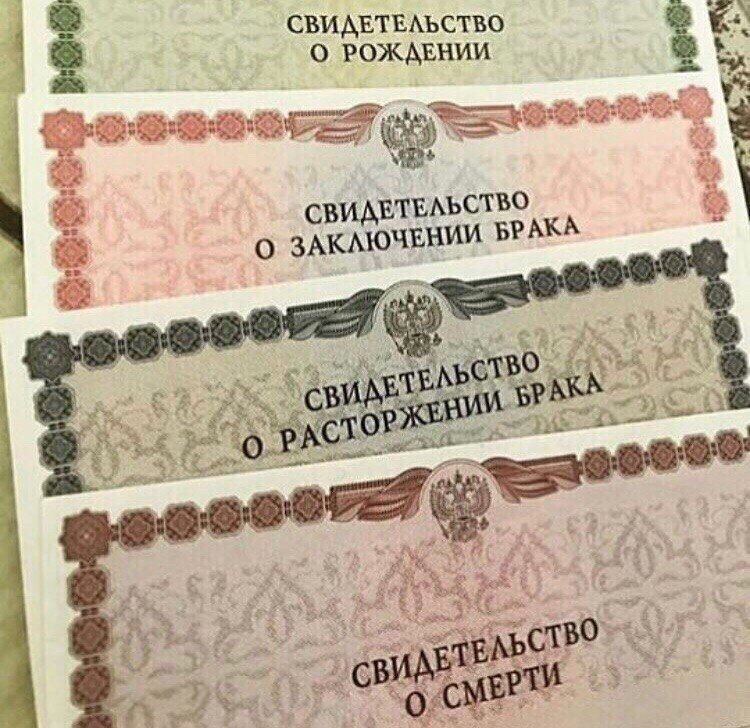 СВИДЕТЕЛЬСТВО
О РОЖДЕНИИ
СВИДЕТЕЛЬСТВО
О ЗАКЛЮЧЕНИИ БРАКА
СВИДЕТЕЛЬСТВО
О РАСТОРЖЕНИИ БРАКА
СВИДЕТЕЛЬСТВО
О СМЕРТИ